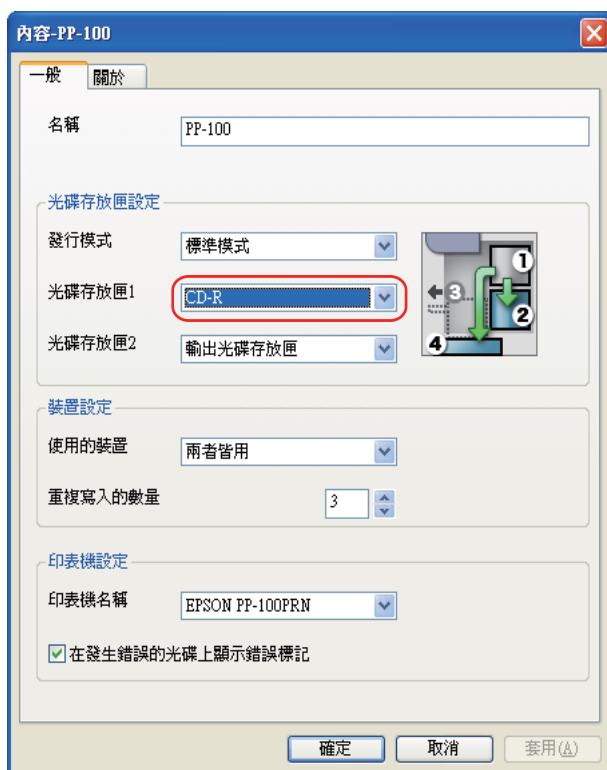 內容-PP-100
一般 關於
名稱 PP-100
光碟存放匣設定
發行模式 標準模式
光碟存放匣1 CD-R
光碟存放匣2 輸出光碟存放匣
1
3
2
4
裝置設定
使用的裝置 兩者皆用
重複寫入的數量 3
印表機設定
印表機名稱 EPSON PP-100PRN
在發生錯誤的光碟上顯示錯誤標記
確定 取消 套用(A)